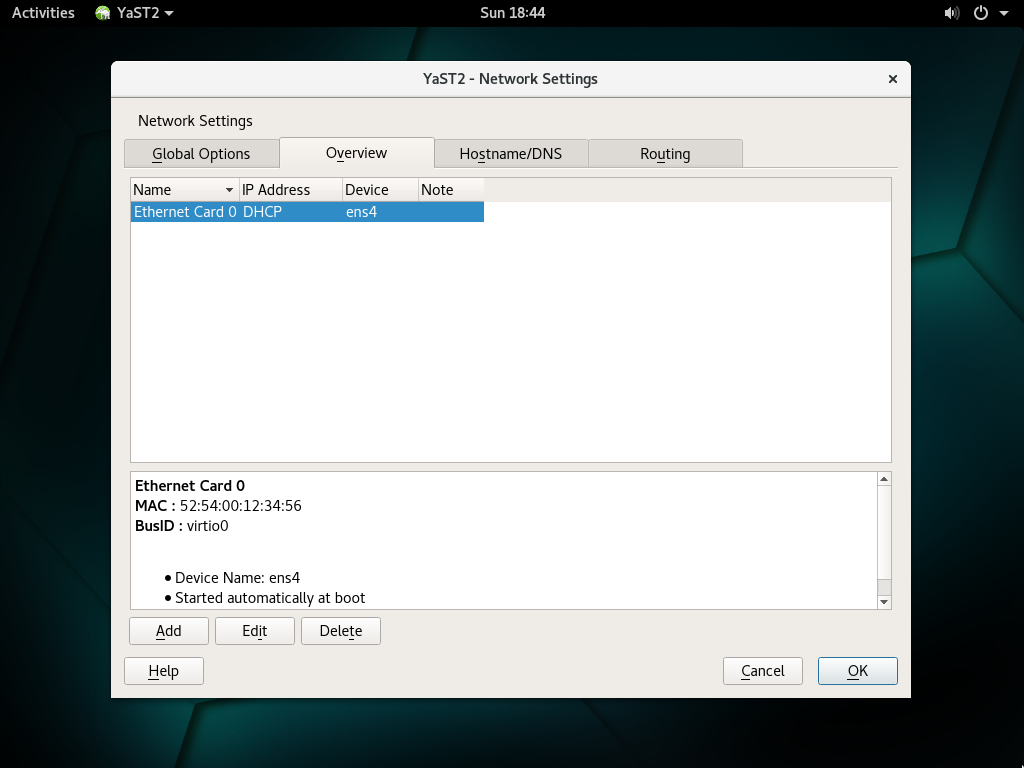 Activities YaST2 Sun 18:44
YaST2 - Network Settings
Network Settings
Global Options Overview Hostname/DNS Routing
Name IP Address Device Note
Ethernet Card 0 DHCP ens4
Ethernet Card 0
MAC : 52:54:00:12:34:56
BusID : virtio0
• Device Name: ens4
• Started automatically at boot
Add Edit Delete
Help Cancel OK